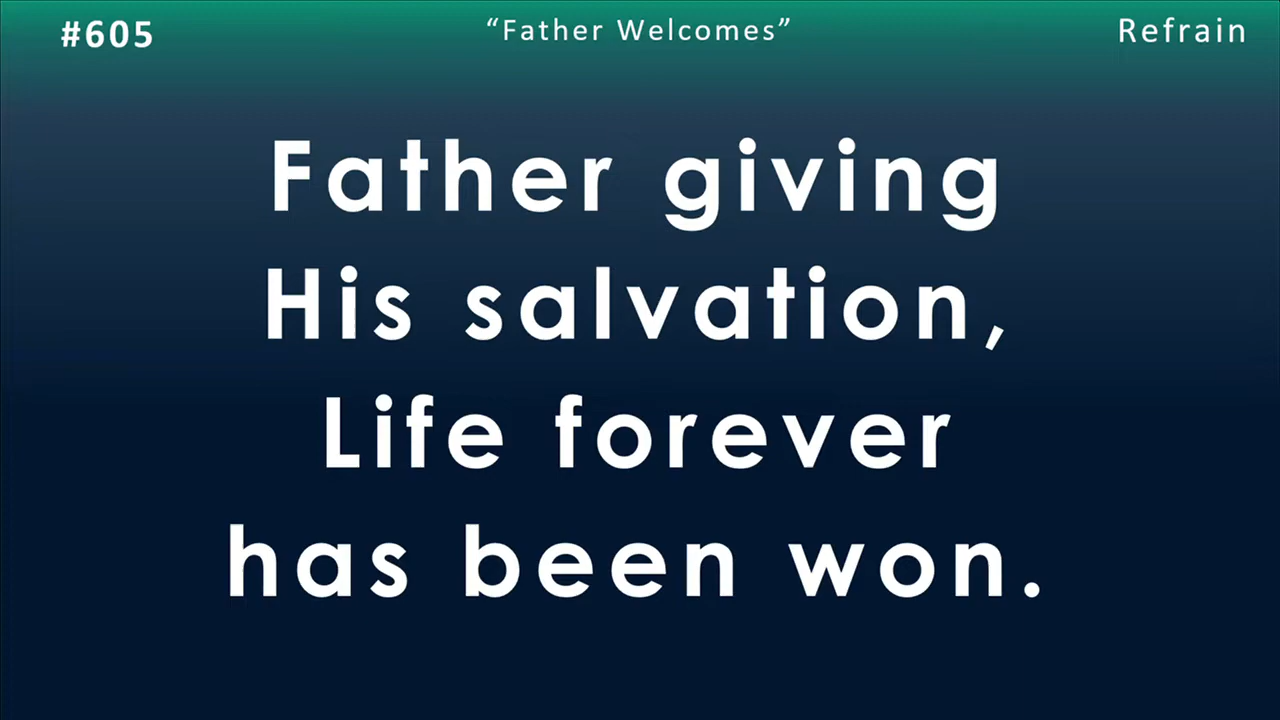 #605
“Father Welcomes”
Refrain
Father giving
His salvation,
Life forever
has been won.